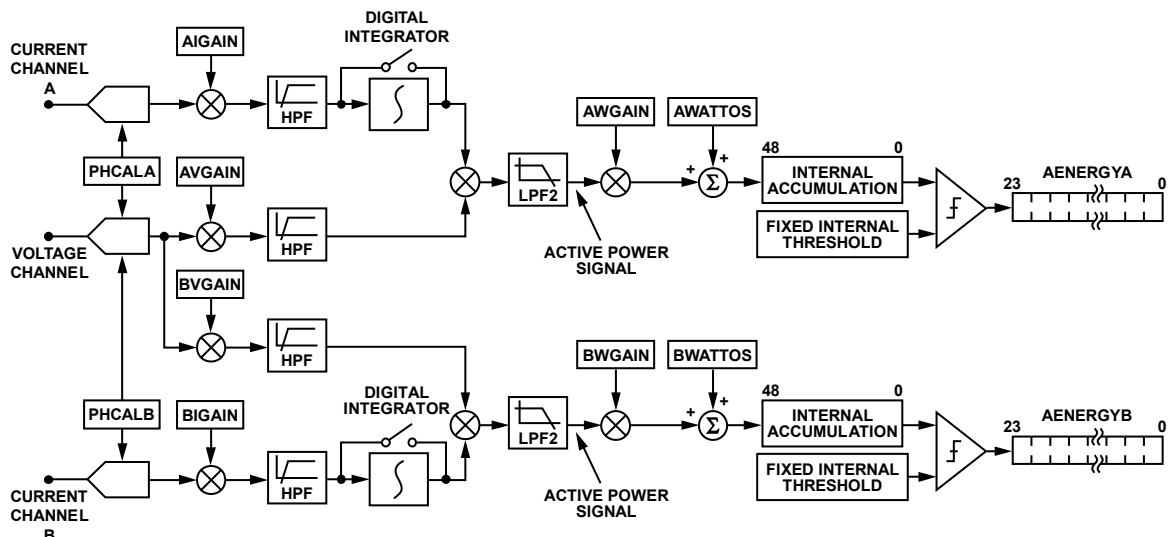 DIGITAL
INTEGRATOR
CURRENT
CHANNEL
A
AIGAIN
HPF
AWGAIN
AWATTOS
PHCALA
AVGAIN
LPF2
+
+
Σ
48
0
INTERNAL
ACCUMULATION
FIXED INTERNAL
THRESHOLD
AENERGYA
23
0
VOLTAGE
CHANNEL
HPF
ACTIVE POWER
SIGNAL
BVGAIN
HPF
BWGAIN
BWATTOS
DIGITAL
INTEGRATOR
PHCALB
BIGAIN
LPF2
+
+
Σ
48
0
INTERNAL
ACCUMULATION
FIXED INTERNAL
THRESHOLD
AENERGYB
23
0
HPF
ACTIVE POWER
SIGNAL
CURRENT
CHANNEL
B